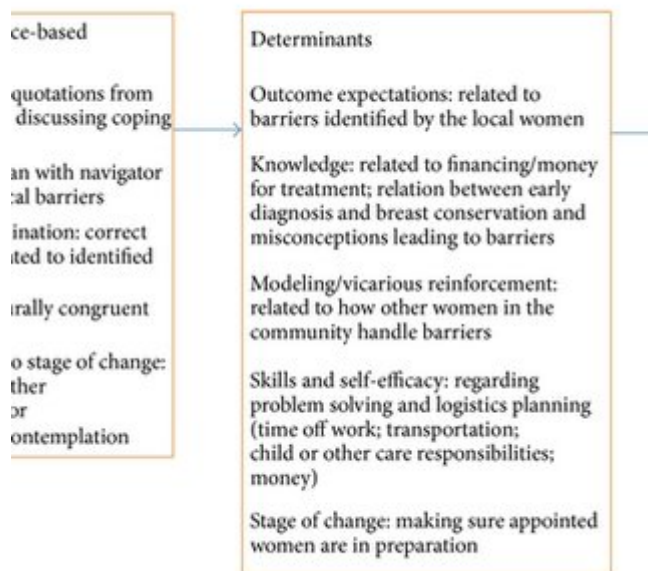 ce-based
quotations from
discussing coping
an with navigator
al barriers
ination: correct
ated to identified
rally congruent
o stage of change:
ther
or
ontemplation
Determinants
Outcome expectations: related to
barriers identified by the local women
Knowledge: related to financing/money
for treatment; relation between early
diagnosis and breast conservation and
misconceptions leading to barriers
Modeling/vicarious reinforcement:
related to how other women in the
community handle barriers
Skills and self-efficacy: regarding
problem solving and logistics planning
(time off work; transportation;
child or other care responsibilities;
money)
Stage of change: making sure appointed
women are in preparation